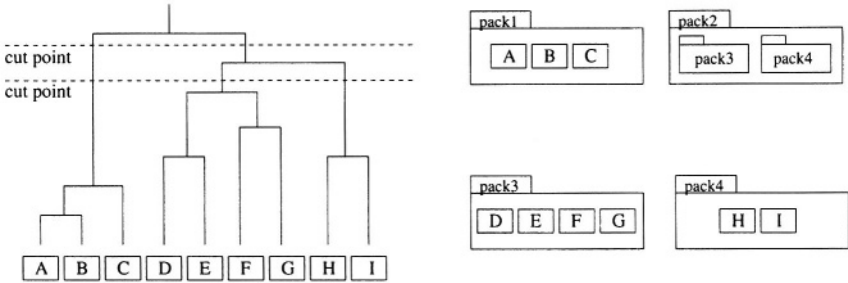 cut point
cut point
A B C D E F G H I
pack1
A B C
pack2
pack3 pack4
pack3
D E F G
pack4
H I